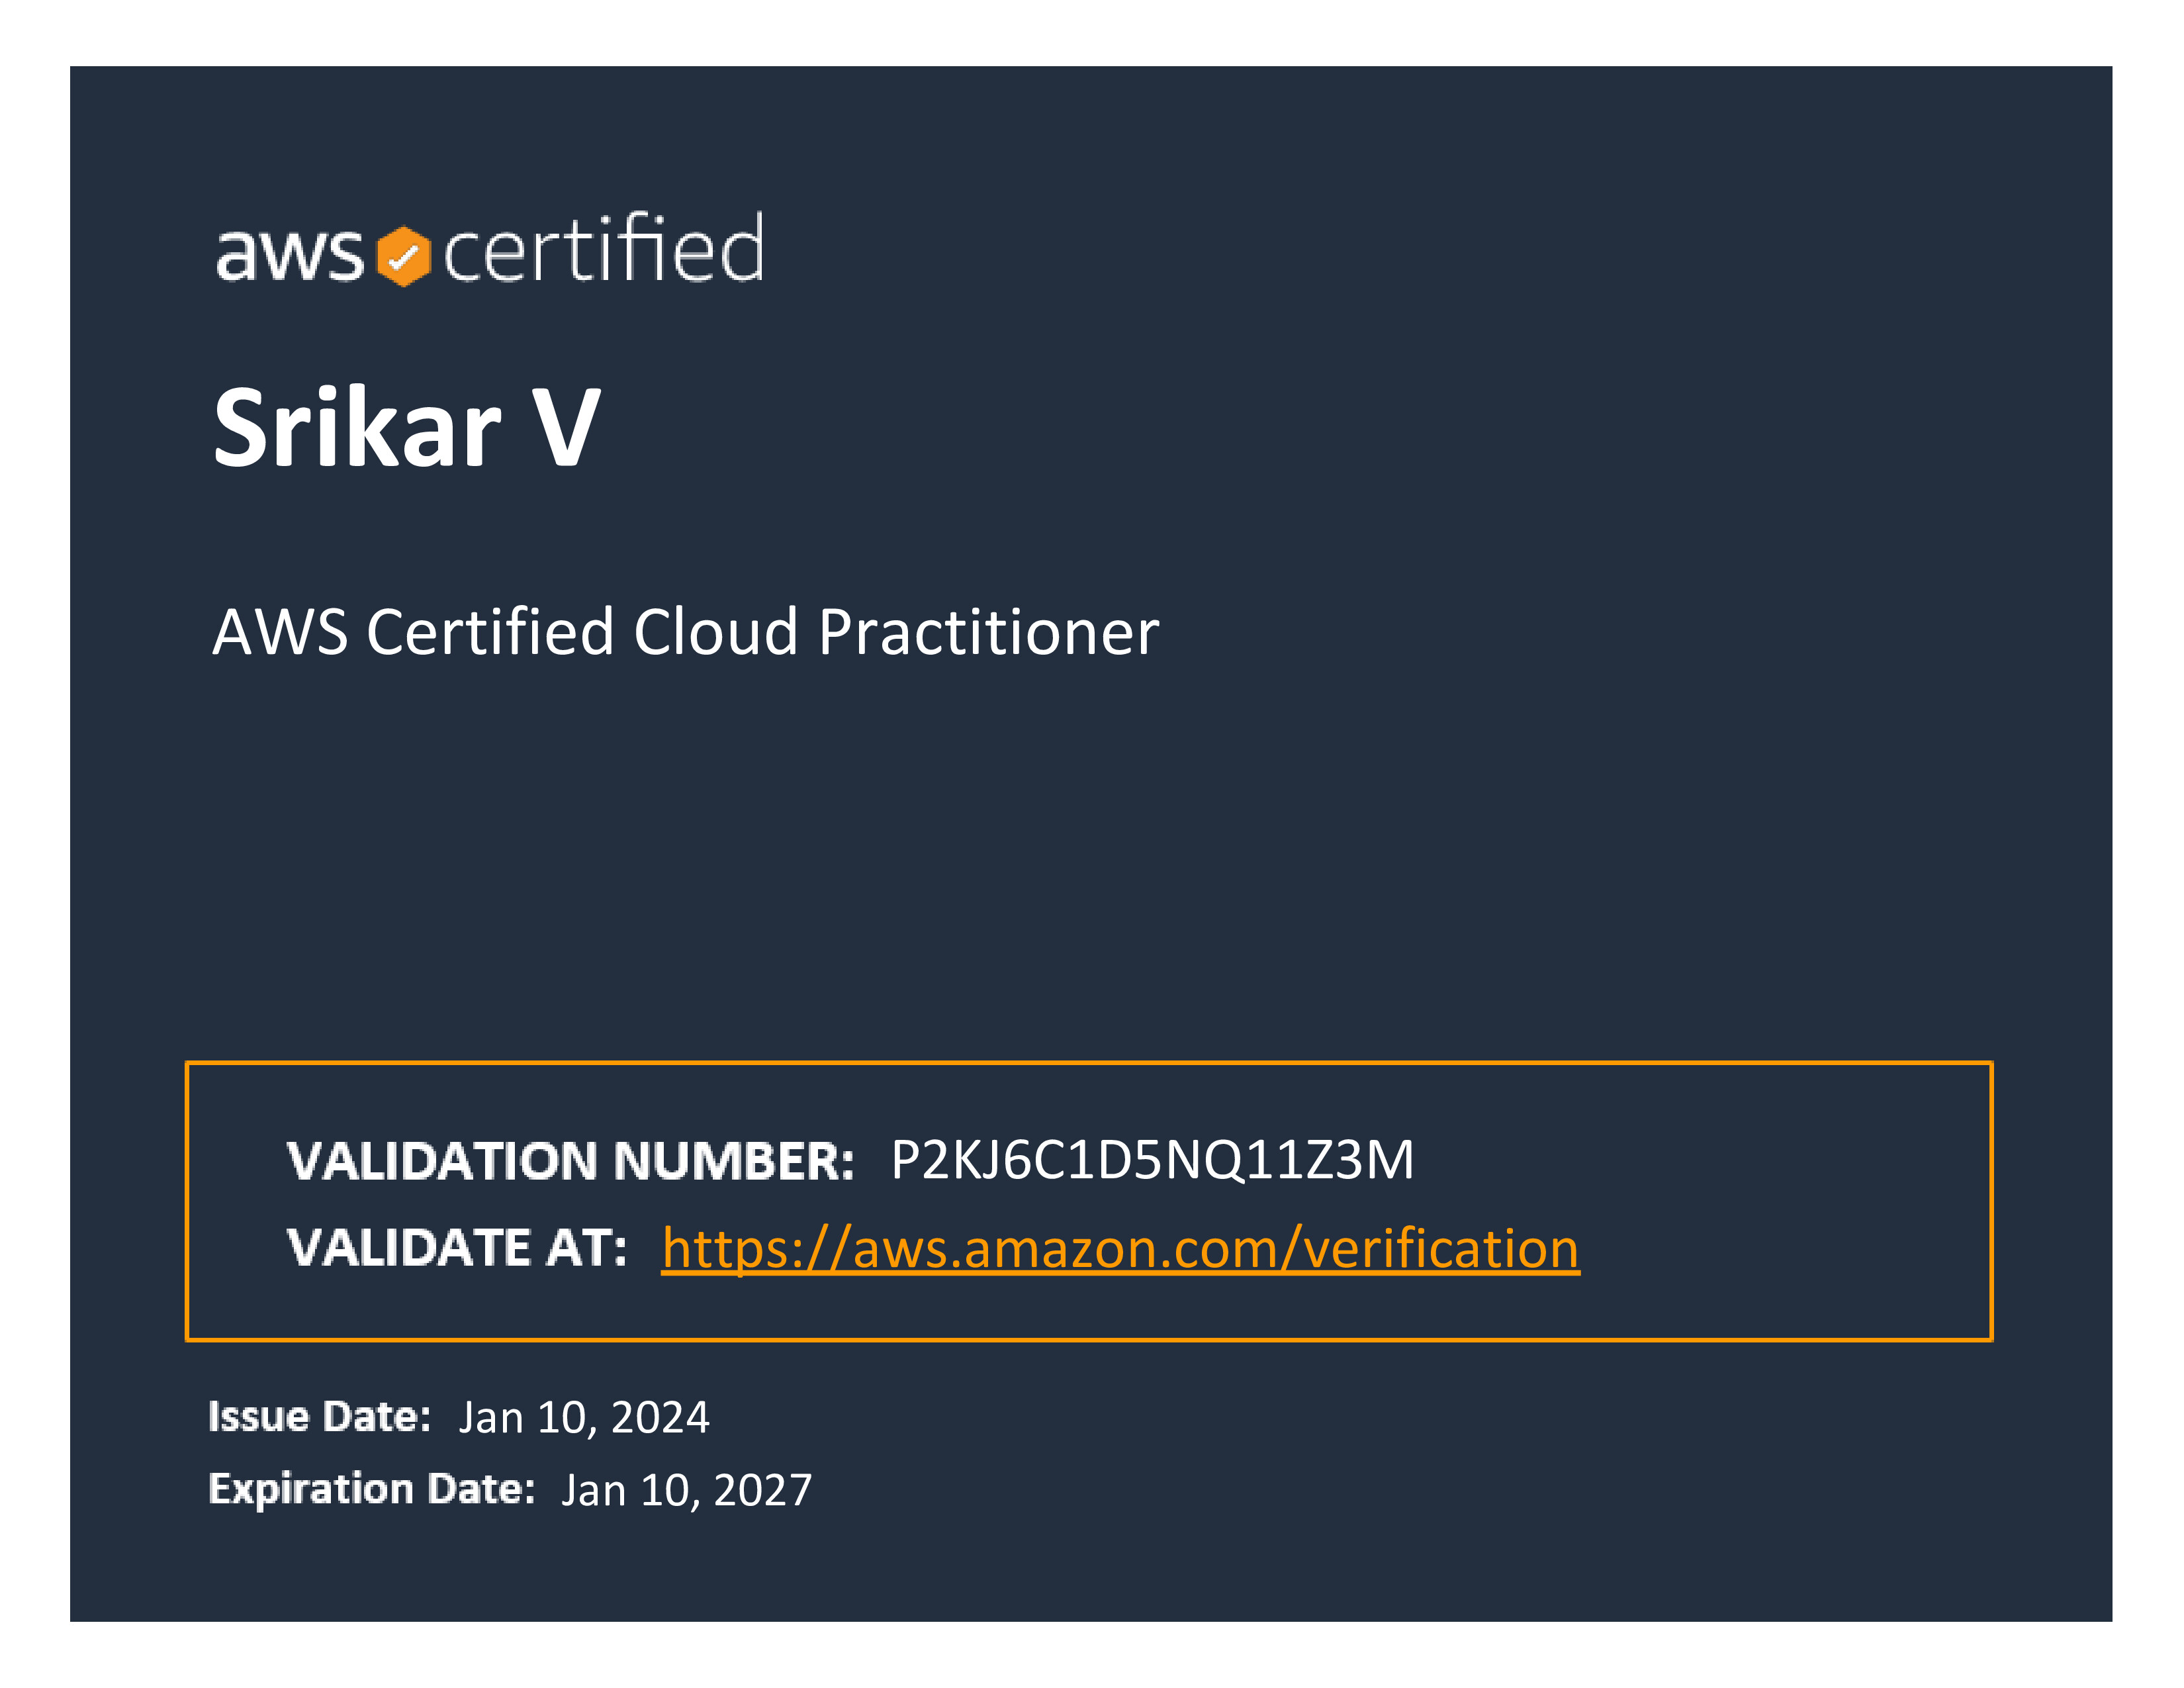 aws certified
Srikar V
AWS Certified Cloud Practitioner
VALIDATION NUMBER: P2KJ6C1D5NQ11Z3M
VALIDATE AT: https://aws.amazon.com/verification
Issue Date: Jan 10, 2024
Expiration Date: Jan 10, 2027